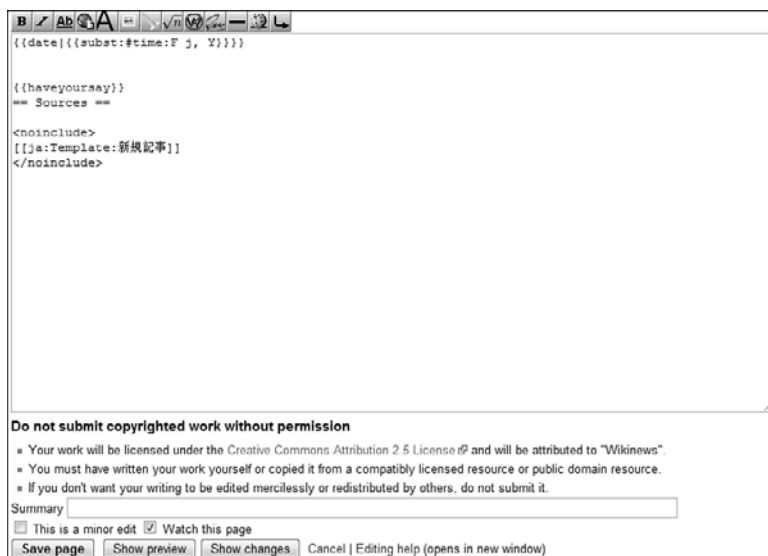 B I Ab A √n W
{{date|{{subst:#time:F j, Y}}}}
{{haveyoursay}}
== Sources ==
<noinclude>
[[ja:Template:新規記事]]
</noinclude>
Do not submit copyrighted work without permission
Your work will be licensed under the Creative Commons Attribution 2.5 License and will be attributed to "Wikinews".
You must have written your work yourself or copied it from a compatibly licensed resource or public domain resource.
If you don't want your writing to be edited mercilessly or redistributed by others, do not submit it.
Summary
This is a minor edit Watch this page
Save page Show preview Show changes Cancel | Editing help (opens in new window)